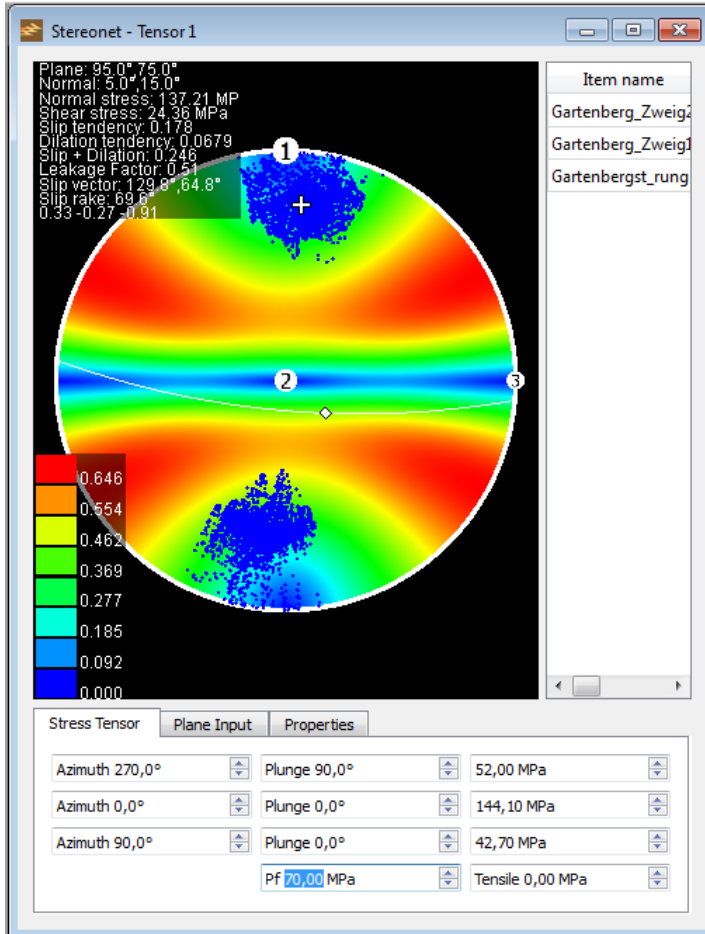 Stereonet - Tensor 1
Plane: 95.0°,75.0°
Normal: 5.0°,15.0°
Normal stress: 137.21 MP
Shear stress: 24.36 MPa
Slip tendency: 0.178
Dilation tendency: 0.0679
Slip + Dilation: 0.246
Leakage Factor: 0.51
Slip vector: 129.8°,64.8°
Slip rake: 69.6°
0.33 -0.27 -0.91
1
2
3
0.646
0.554
0.462
0.369
0.277
0.185
0.092
0.000
Item name
Gartenberg_Zweig2
Gartenberg_Zweig1
Gartenbergst_rung
Stress Tensor
Plane Input
Properties
Azimuth 270,0° Plunge 90,0° 52,00 MPa
Azimuth 0,0° Plunge 0,0° 144,10 MPa
Azimuth 90,0° Plunge 0,0° 42,70 MPa
Pf 70,00 MPa Tensile 0,00 MPa